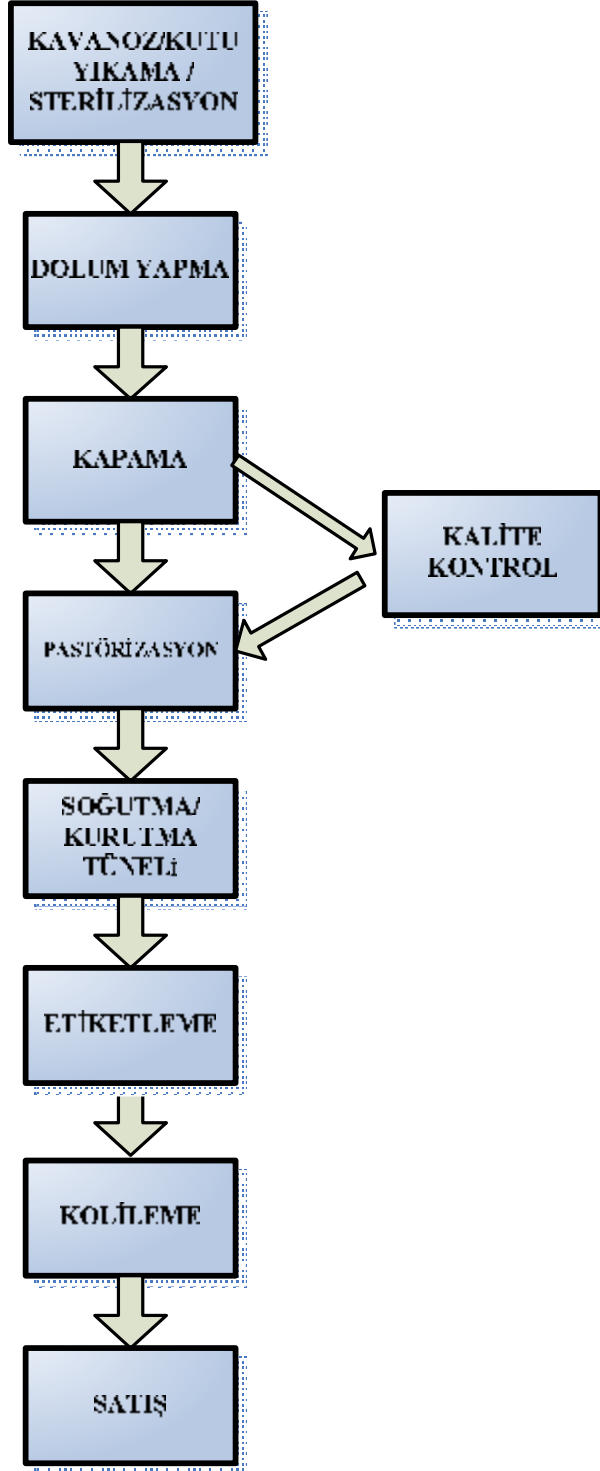 KAVANOZ/KUTU
YIKAMA /
STERİLİZASYON
DOLUM YAPMA
KAPAMA
KALİTE
KONTROL
PASTÖRİZASYON
SOĞUTMA/
KURUTMA
TÜNELİ
ETİKETLEME
KOLİLEME
SATIŞ